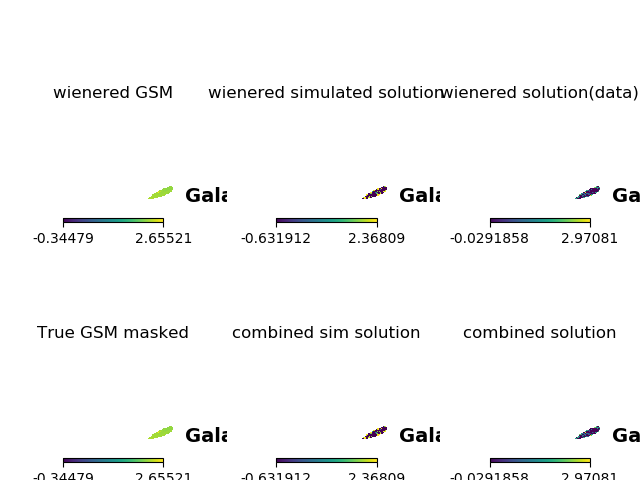 wienered GSM wienered simulated solution wienered solution(data)
Gala Gala Ga
-0.34479 2.65521 -0.631912 2.36809 -0.0291858 2.97081
True GSM masked combined sim solution combined solution
Gala Gala Ga
-0.34479 2.65521 -0.631912 2.36809 -0.0291858 2.97081